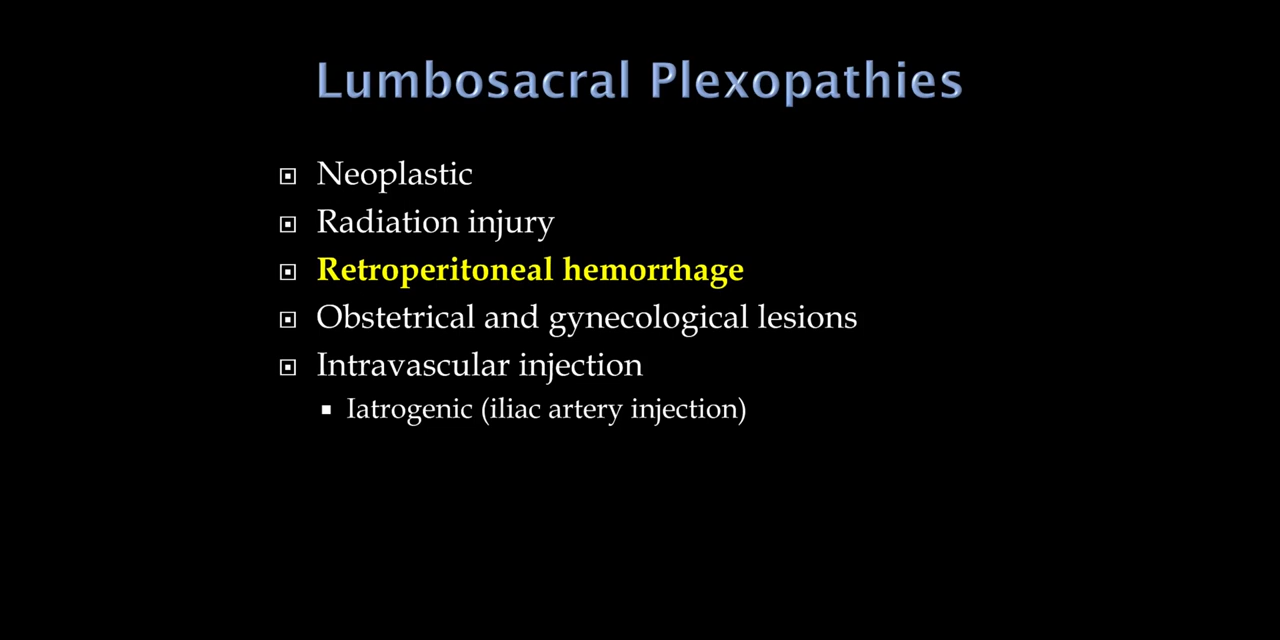 Lumbosacral Plexopathies
Neoplastic
Radiation injury
Retroperitoneal hemorrhage
Obstetrical and gynecological lesions
Intravascular injection
Iatrogenic (iliac artery injection)